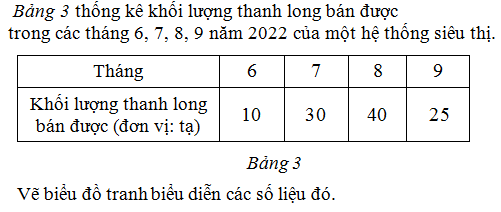 Bảng 3 thống kê khối lượng thanh long bán được
trong các tháng 6, 7, 8, 9 năm 2022 của một hệ thống siêu thị.
Tháng 6 7 8 9
Khối lượng thanh long
bán được (đơn vị: tạ) 10 30 40 25
Bảng 3
Vẽ biểu đồ tranh biểu diễn các số liệu đó.